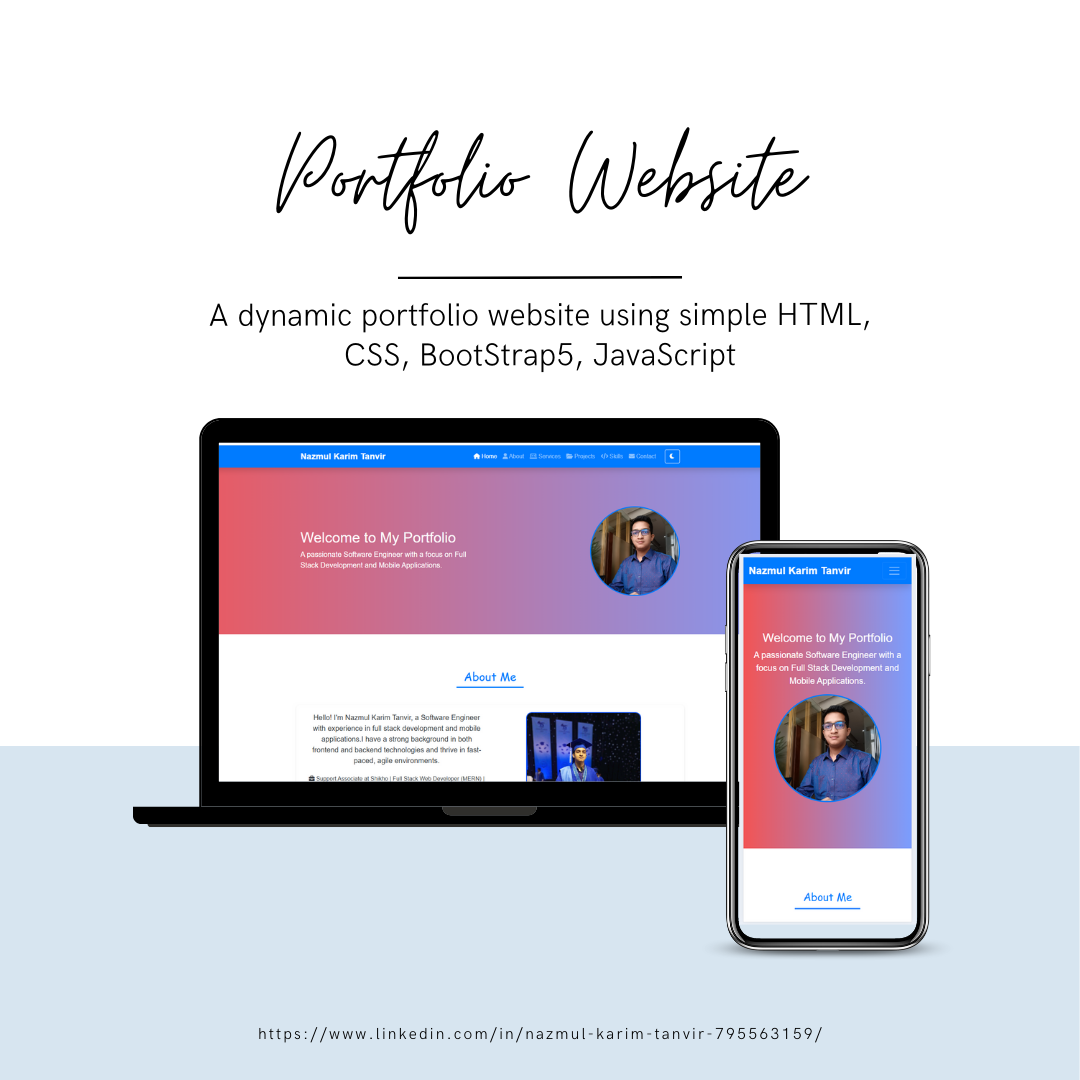 Portfolio Website
A dynamic portfolio website using simple HTML,
CSS, BootStrap5, JavaScript
Nazmul Karim Tanvir Home About Services Projects Skills Contact
Welcome to My Portfolio
A passionate Software Engineer with a focus on Full
Stack Development and Mobile Applications.
About Me
Hello! I'm Nazmul Karim Tanvir, a Software Engineer
with experience in full stack development and mobile
applications.I have a strong background in both
frontend and backend technologies and thrive in fast-
paced, agile environments.
Support Associate at Shikho | Full Stack Web Developer (MERN) |
Nazmul Karim Tanvir
Welcome to My Portfolio
A passionate Software Engineer with a
focus on Full Stack Development and
Mobile Applications.
About Me
https://www.linkedin.com/in/nazmul-karim-tanvir-795563159/